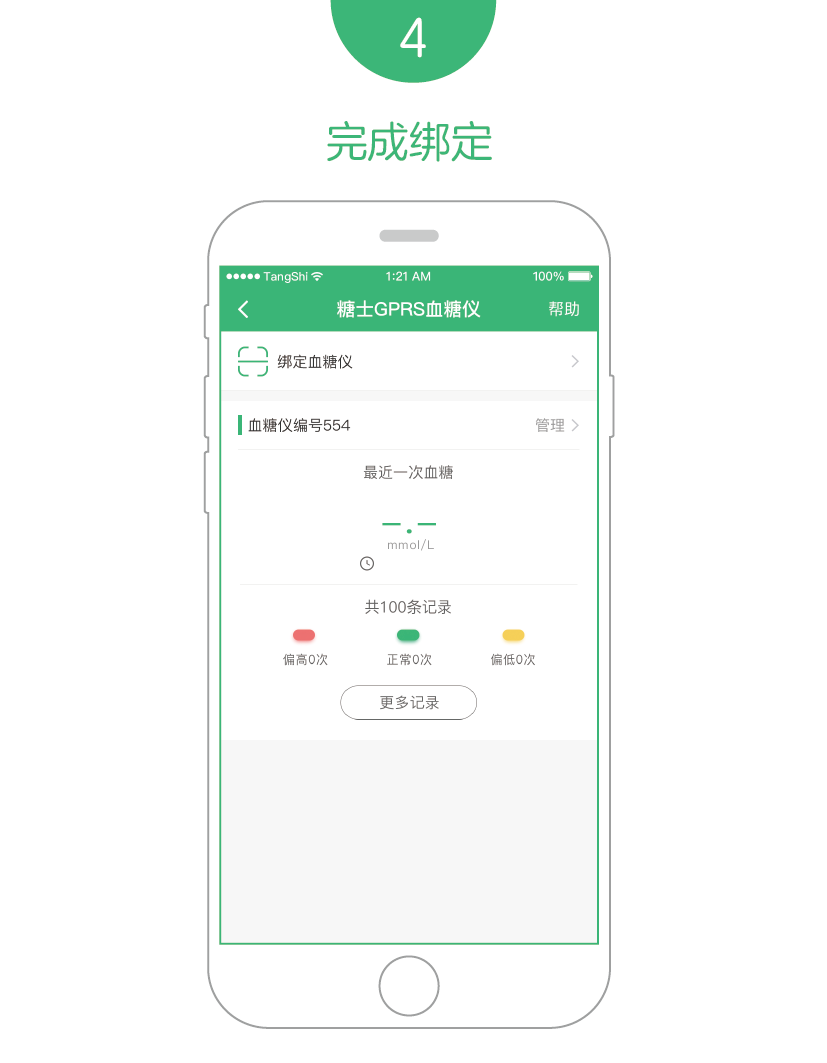 4
完成绑定
TangShi 1:21 AM 100%
糖士GPRS血糖仪 帮助
绑定血糖仪
血糖仪编号554 管理
最近一次血糖
–.–
mmol/L
共100条记录
偏高0次 正常0次 偏低0次
更多记录